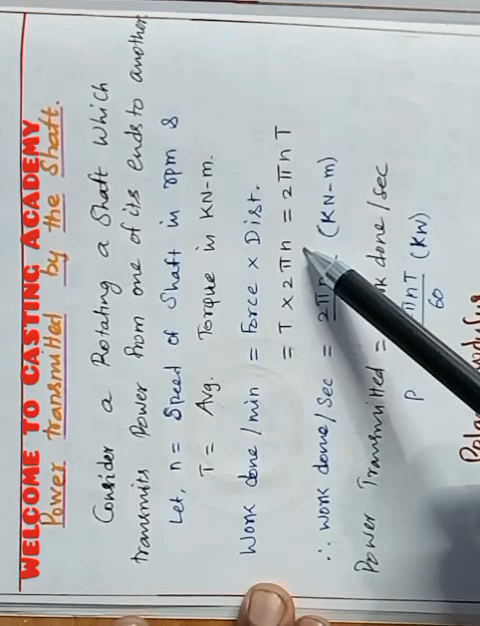 WELCOME TO CASTING ACADEMY
Power transmitted by the Shaft.
Consider a Rotating a Shaft which
transmits Power from one of its ends to another
Let, n = Speed of Shaft in rpm &
T = Avg. Torque in KN-m.
Work done/min = Force × Dist.
= T × 2πn = 2πnT
∴ work done/sec = (KN-m)
Power Transmitted = done/sec
P πnT/60 (KW)